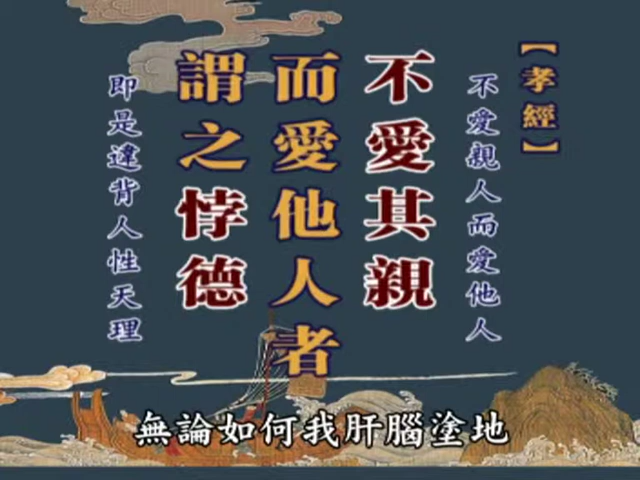 【孝經】
不愛親人而愛他人
不愛其親
而愛他人者
謂之悖德
即是違背人性天理
無論如何我肝腦塗地